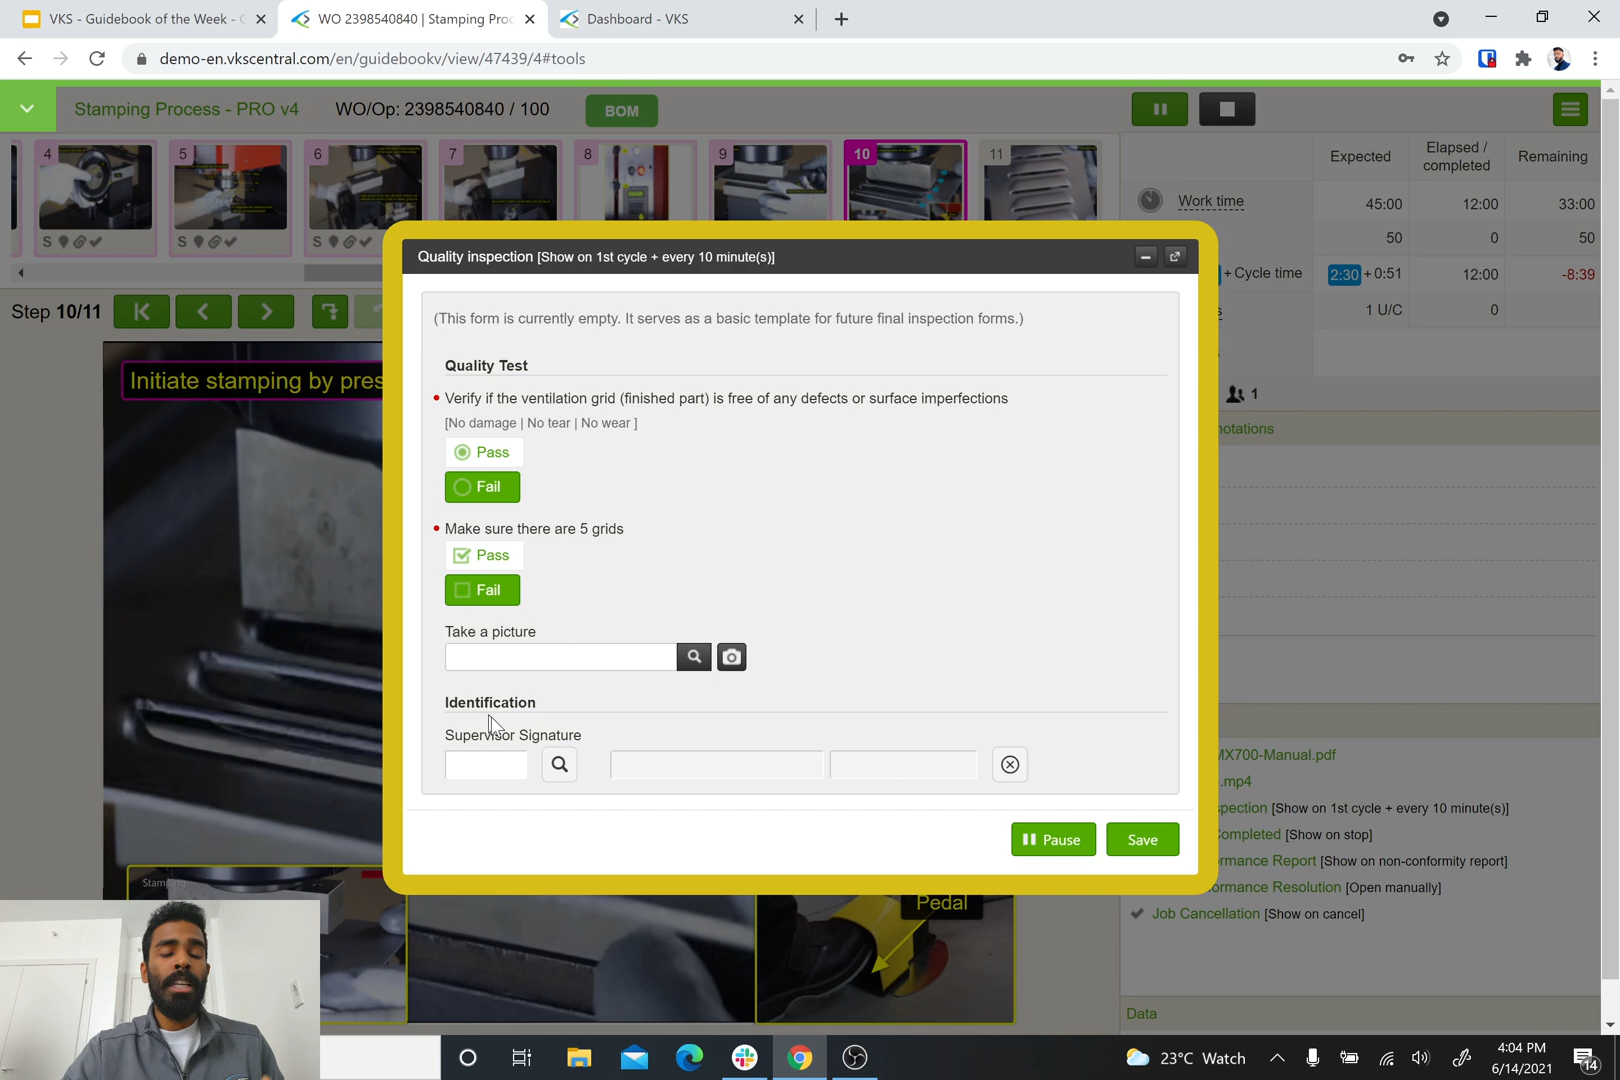 VKS - Guidebook of the Week - G
WO 2398540840 | Stamping Proc
Dashboard - VKS
demo-en.vkscentral.com/en/guidebookv/view/47439/4#tools
Stamping Process - PRO v4
WO/Op: 2398540840 / 100
BOM
4
5
6
7
8
9
10
11
S
S
S
Expected
Elapsed / completed
Remaining
Work time
45:00
12:00
33:00
50
0
50
+ Cycle time
2:30 +0:51
12:00
-8:39
1 U/C
0
1
Step 10/11
Initiate stamping by pres
Quality inspection [Show on 1st cycle + every 10 minute(s)]
(This form is currently empty. It serves as a basic template for future final inspection forms.)
Quality Test
Verify if the ventilation grid (finished part) is free of any defects or surface imperfections
[No damage | No tear | No wear ]
Pass
Fail
Make sure there are 5 grids
Pass
Fail
Take a picture
Identification
Supervisor Signature
Pause
Save
notations
MX700-Manual.pdf
.mp4
spection [Show on 1st cycle + every 10 minute(s)]
Completed [Show on stop]
ormance Report [Show on non-conformity report]
ormance Resolution [Open manually]
Job Cancellation [Show on cancel]
Data
Stamping
Pedal
23°C Watch
4:04 PM
6/14/2021
14